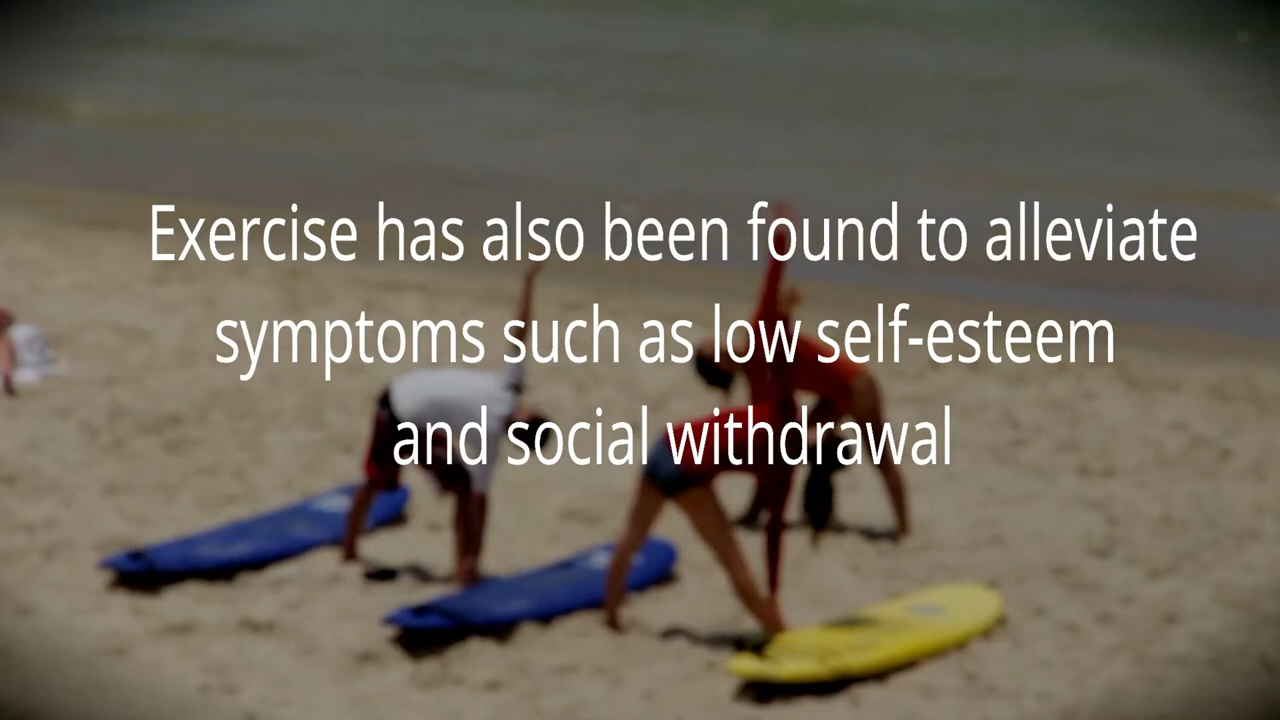 Exercise has also been found to alleviate
symptoms such as low self-esteem
and social withdrawal